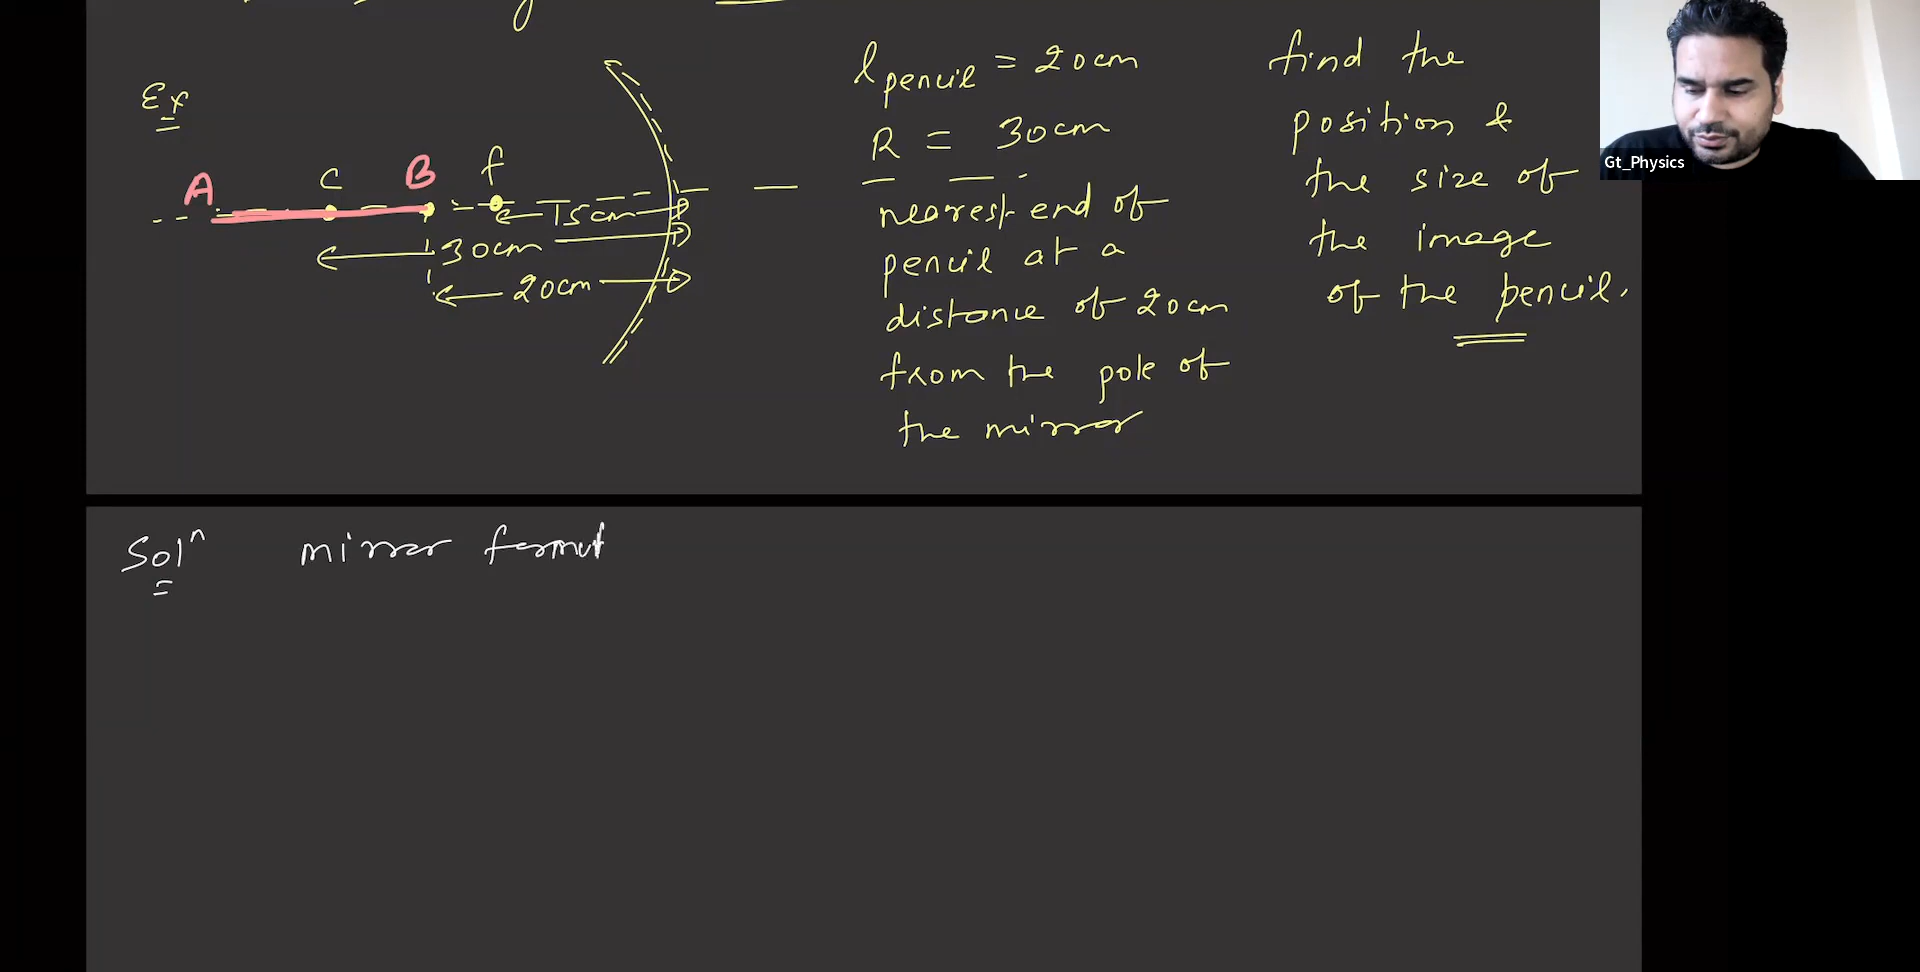 Ex
A
C
B
f
15cm
30cm
20cm
l pencil = 20cm
R = 30cm
nearest end of
pencil at a
distance of 20cm
from the pole of
the mirror
find the
position &
the size of
the image
of the pencil.
Gt_Physics
Solⁿ mirror